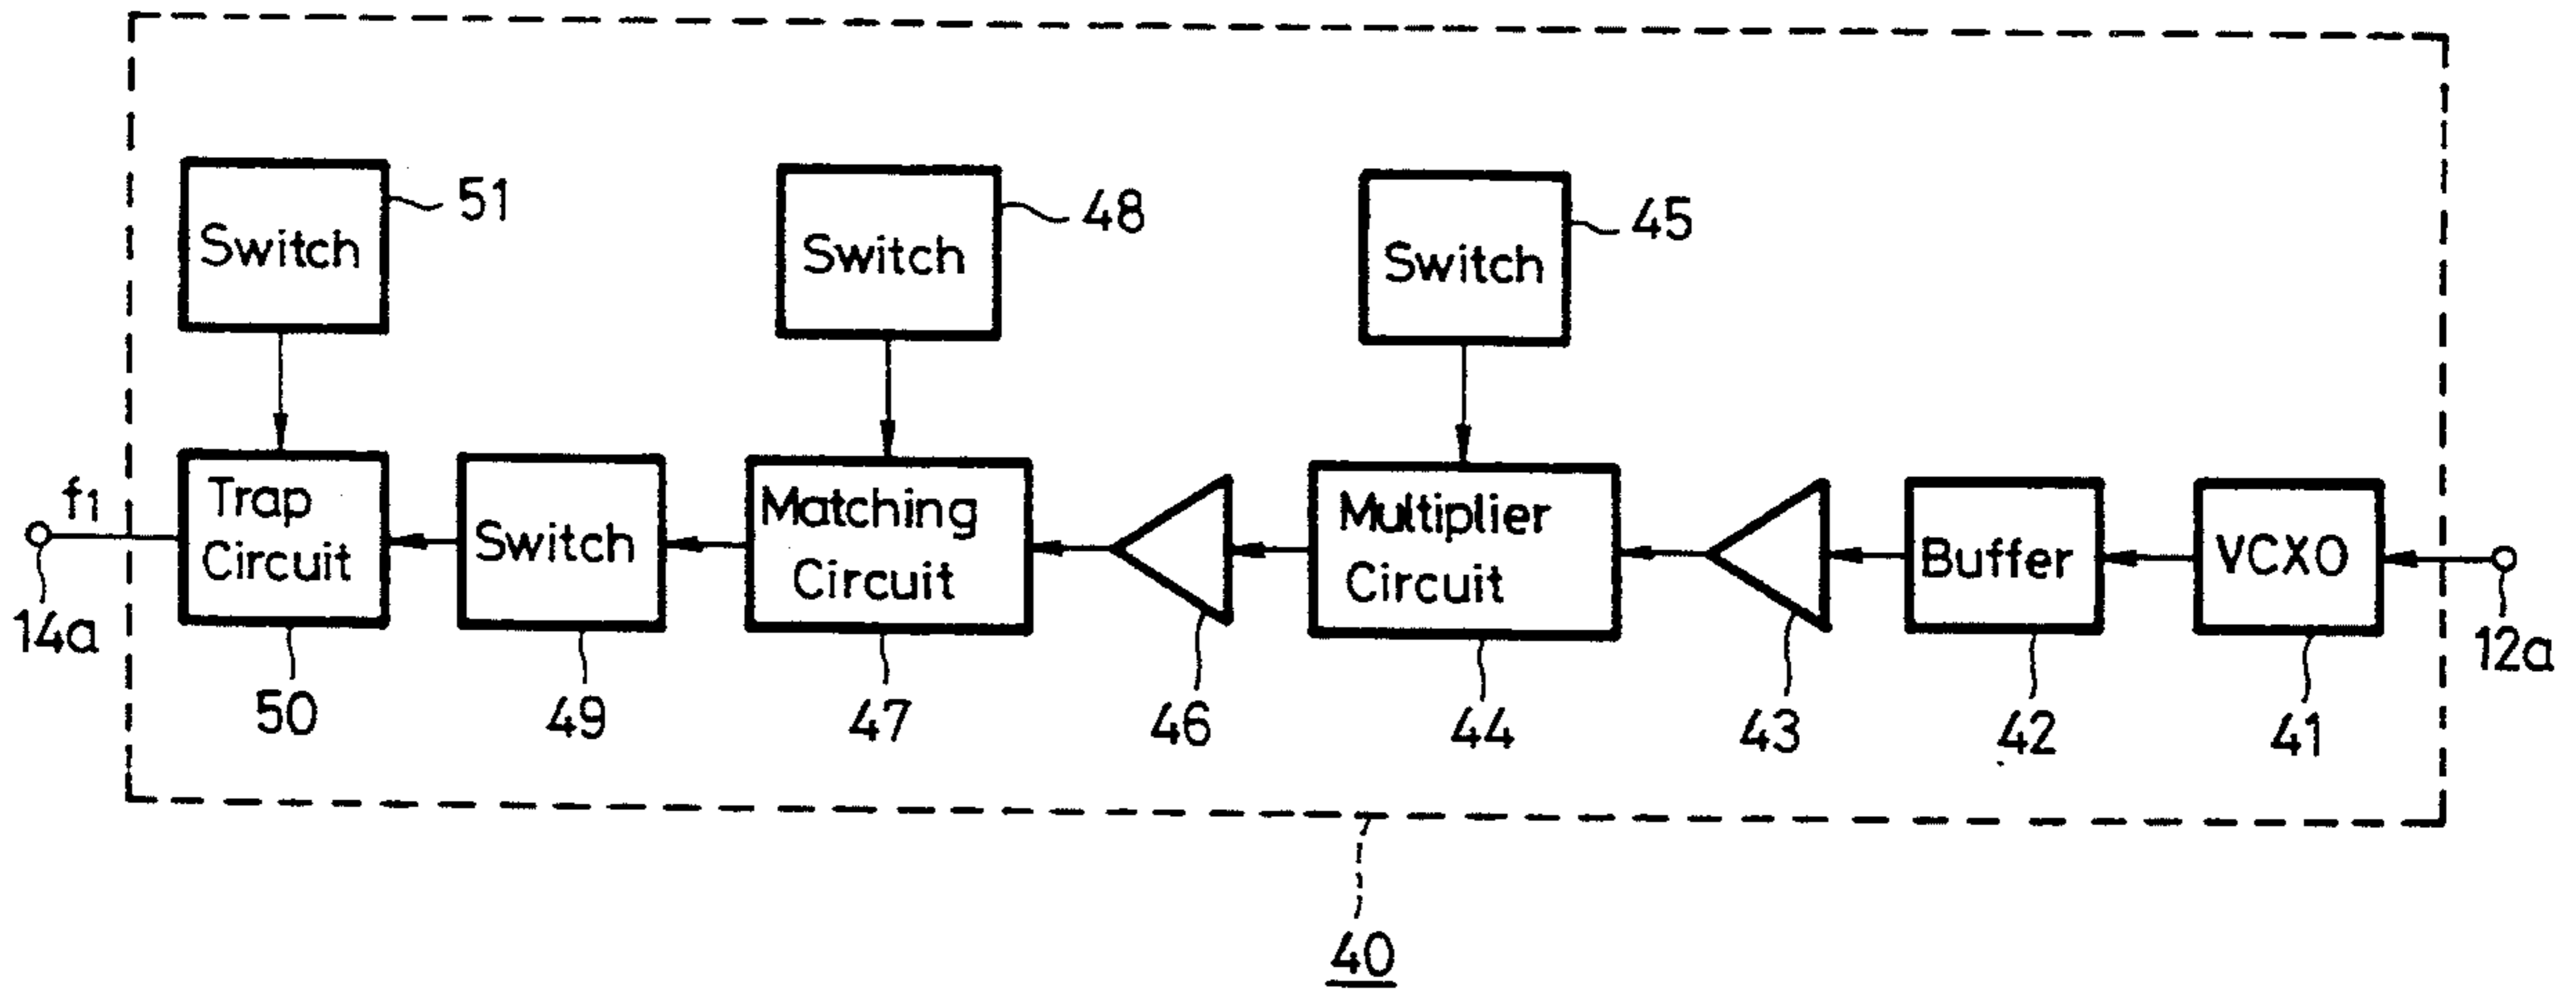 51
Switch
48
Switch
45
Switch
f1
Trap
Circuit
Switch
Matching
Circuit
Multiplier
Circuit
Buffer
VCXO
14a
50
49
47
46
44
43
42
41
12a
40